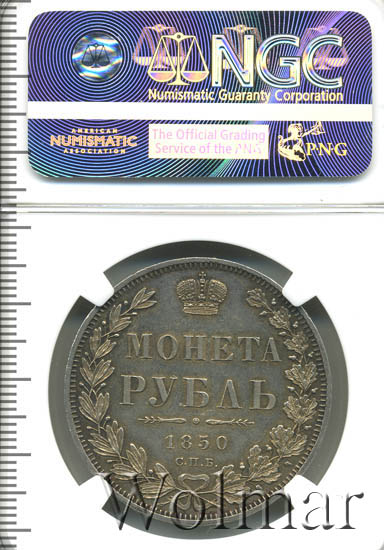 NGC
Numismatic Guaranty Corporation
AMERICAN
NUMISMATIC
ASSOCIATION
The Official Grading
Service of the PNG
PNG
МОНЕТА
РУБЛЬ
1850
С.П.Б.
Wolmar